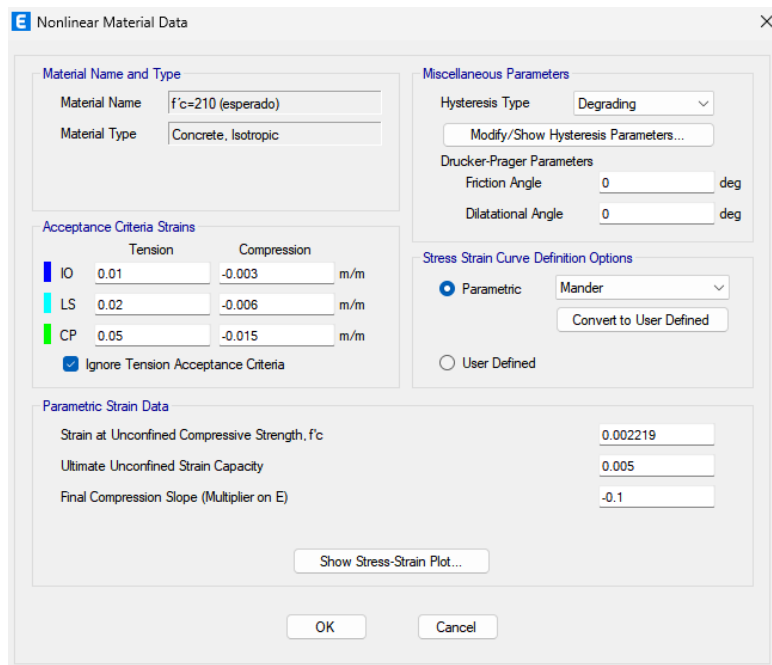 E Nonlinear Material Data
Material Name and Type
Material Name f'c=210 (esperado)
Material Type Concrete, Isotropic
Acceptance Criteria Strains
Tension Compression
IO 0.01 -0.003 m/m
LS 0.02 -0.006 m/m
CP 0.05 -0.015 m/m
Ignore Tension Acceptance Criteria
Miscellaneous Parameters
Hysteresis Type Degrading
Modify/Show Hysteresis Parameters...
Drucker-Prager Parameters
Friction Angle 0 deg
Dilatational Angle 0 deg
Stress Strain Curve Definition Options
Parametric Mander
Convert to User Defined
User Defined
Parametric Strain Data
Strain at Unconfined Compressive Strength, f'c 0.002219
Ultimate Unconfined Strain Capacity 0.005
Final Compression Slope (Multiplier on E) -0.1
Show Stress-Strain Plot...
OK Cancel